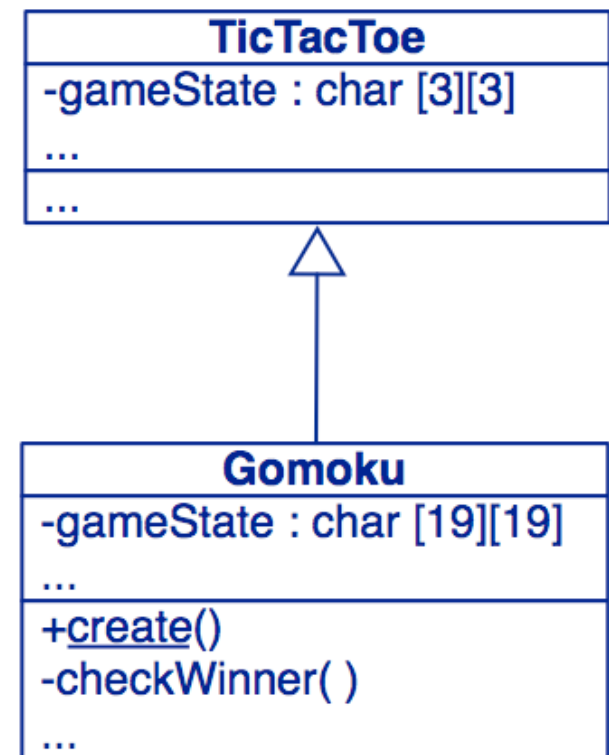 TicTacToe
-gameState : char [3][3]
...
...
Gomoku
-gameState : char [19][19]
...
+create()
-checkWinner( )
...